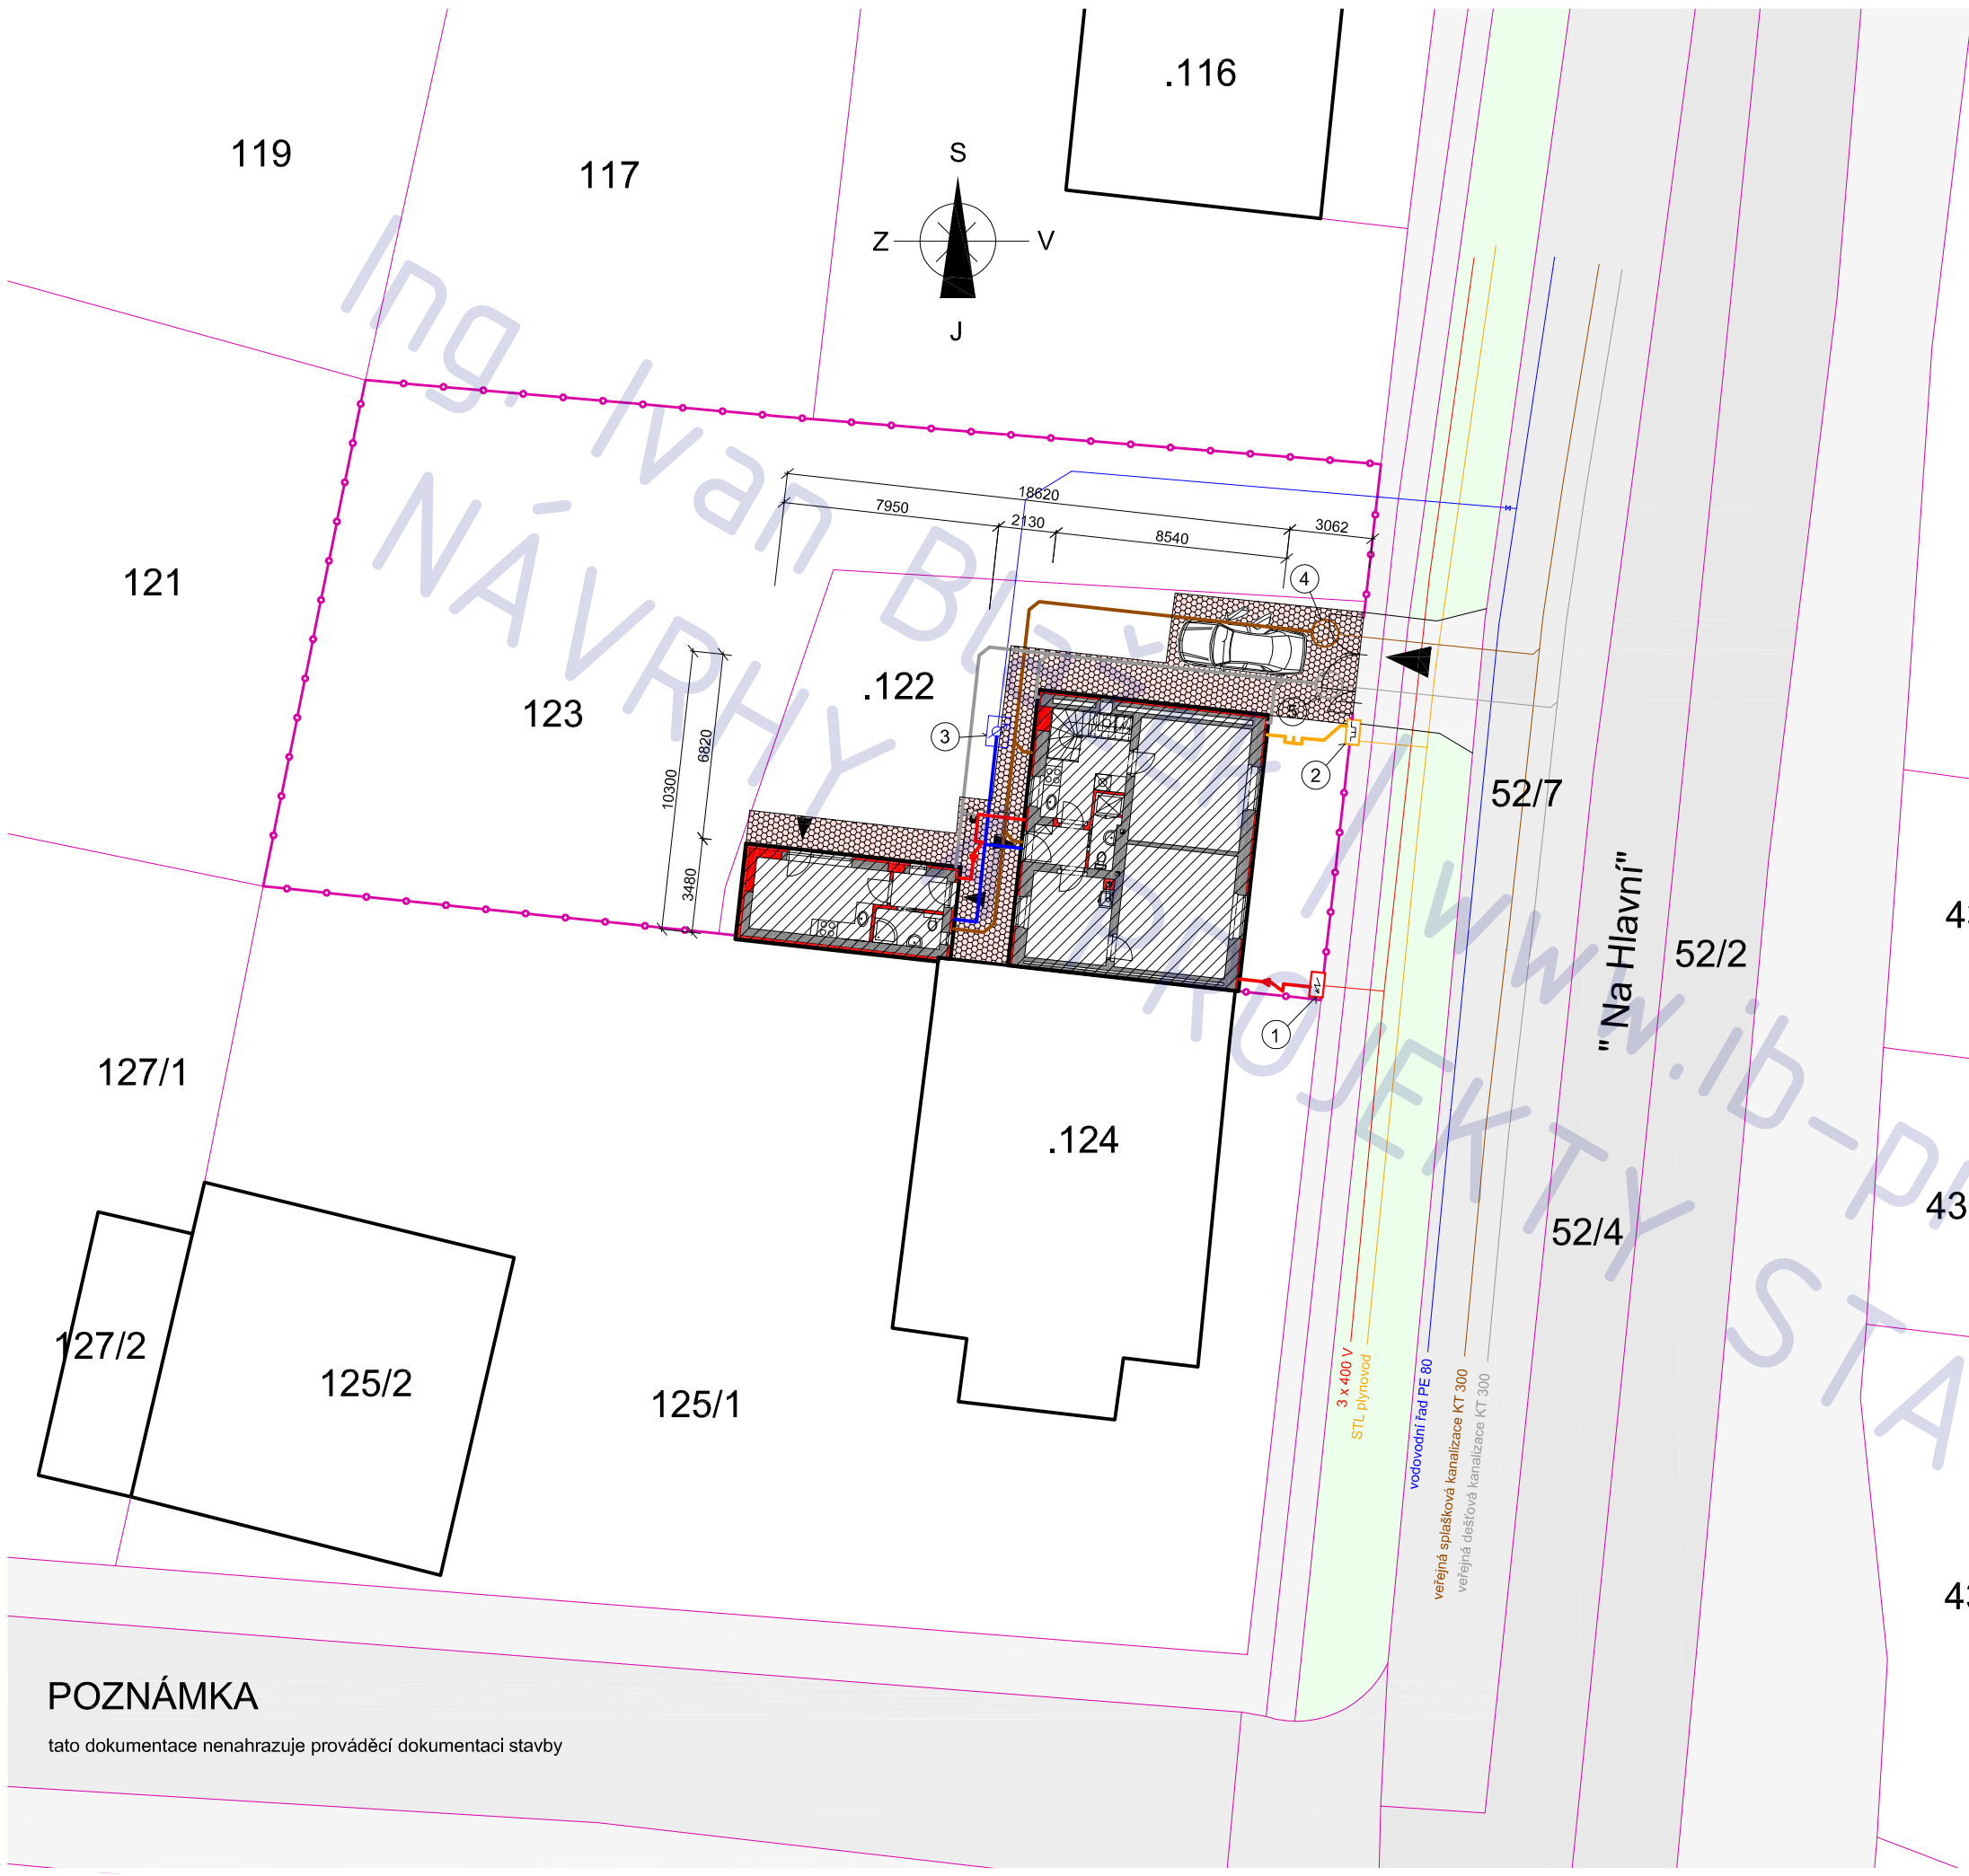 .116
119
117
S
Z
V
J
18620
7950
2130
8540
3062
4
121
.122
123
3
5
2
10300
6820
3480
52/7
"Na Hlavní"
52/2
1
127/1
.124
52/4
43
127/2
125/2
125/1
3 x 400 V
STL plynovod
vodovodní řad PE 80
veřejná splašková kanalizace KT 300
veřejná dešťová kanalizace KT 300
POZNÁMKA
tato dokumentace nenahrazuje prováděcí dokumentaci stavby
Ing. Ivan Blažek / www.ib-pr
NÁVRHY PROJEKTY STA